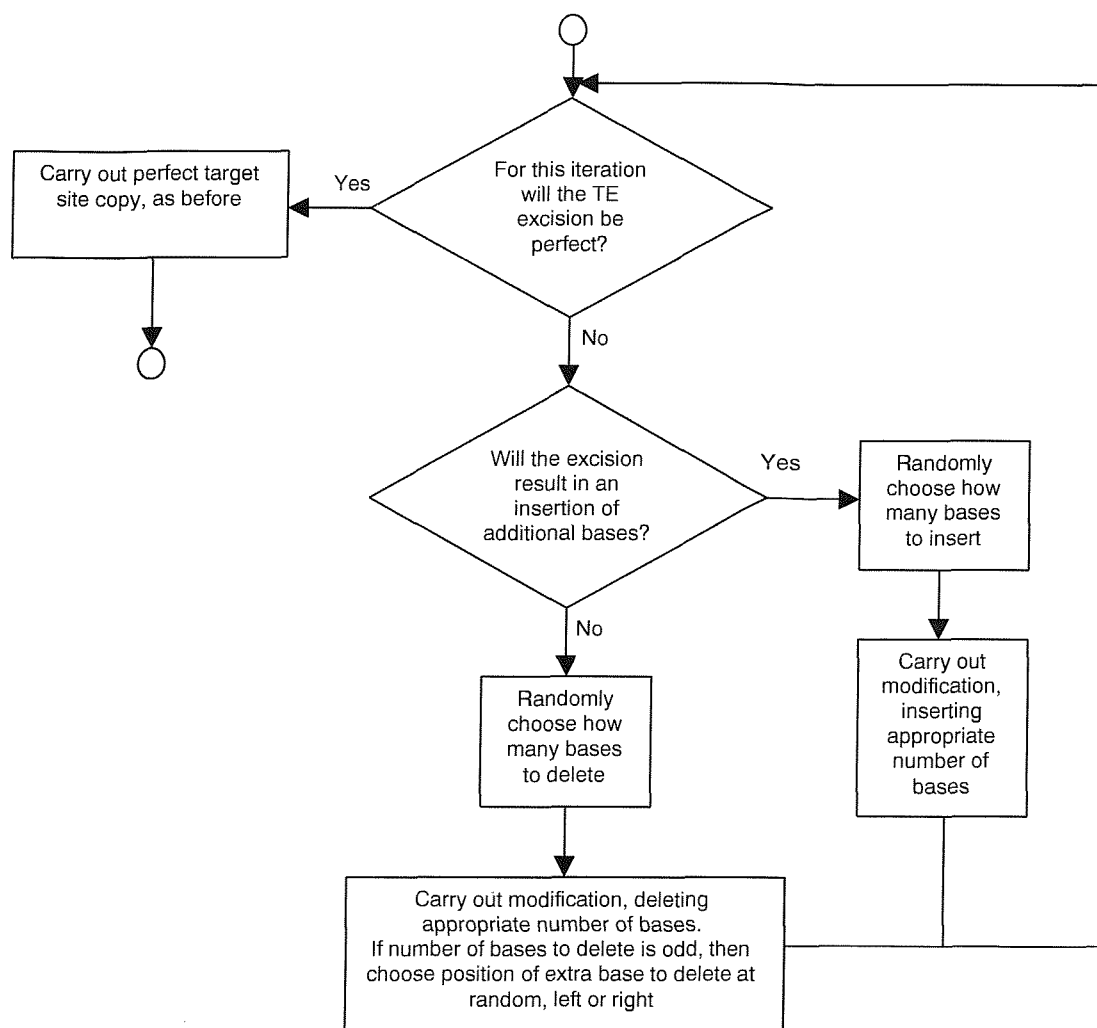 For this iteration
will the TE
excision be
perfect?
Yes
Carry out perfect target
site copy, as before
No
Will the excision
result in an
insertion of
additional bases?
Yes
Randomly
choose how
many bases
to insert
Carry out
modification,
inserting
appropriate
number of
bases
No
Randomly
choose how
many bases
to delete
Carry out modification, deleting
appropriate number of bases.
If number of bases to delete is odd, then
choose position of extra base to delete at
random, left or right